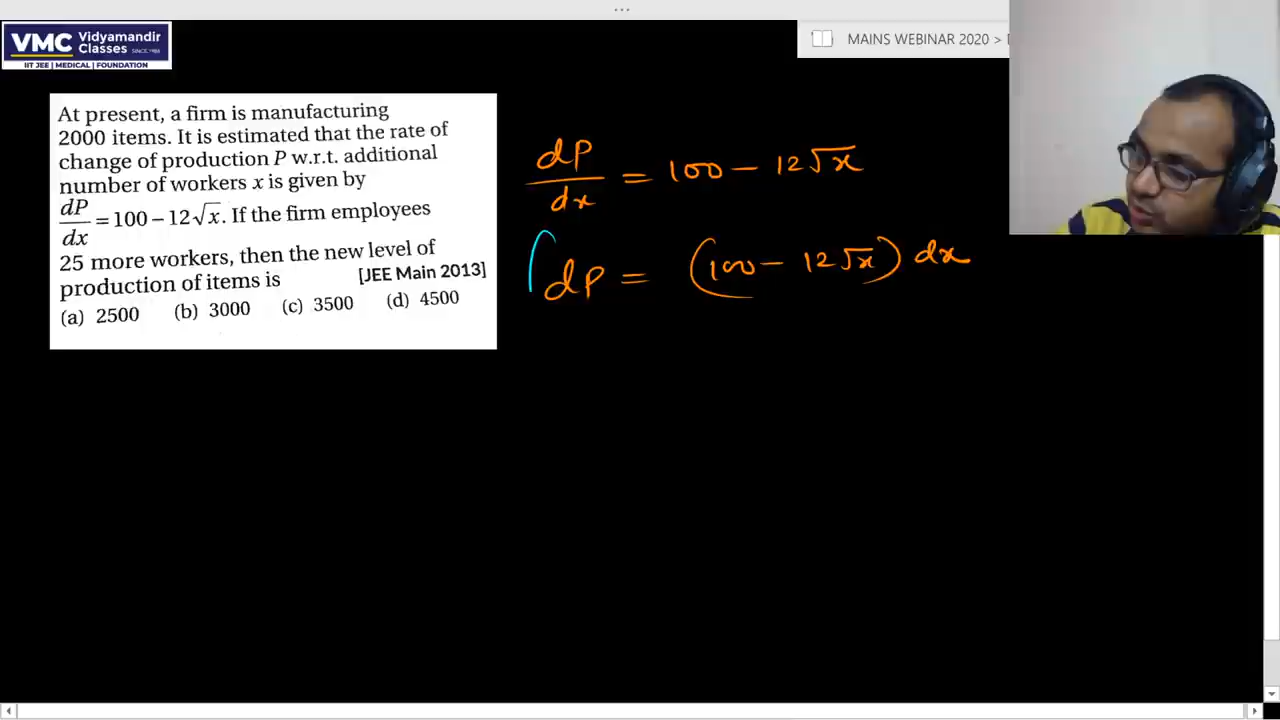 ...
VMC Vidyamandir
Classes SINCE 1986
IIT JEE | MEDICAL | FOUNDATION
MAINS WEBINAR 2020 >
At present, a firm is manufacturing
2000 items. It is estimated that the rate of
change of production P w.r.t. additional
number of workers x is given by
dP/dx = 100 − 12√x. If the firm employees
25 more workers, then the new level of
production of items is [JEE Main 2013]
(a) 2500 (b) 3000 (c) 3500 (d) 4500
dP/dx = 100 − 12√x
∫dP = (100 − 12√x) dx